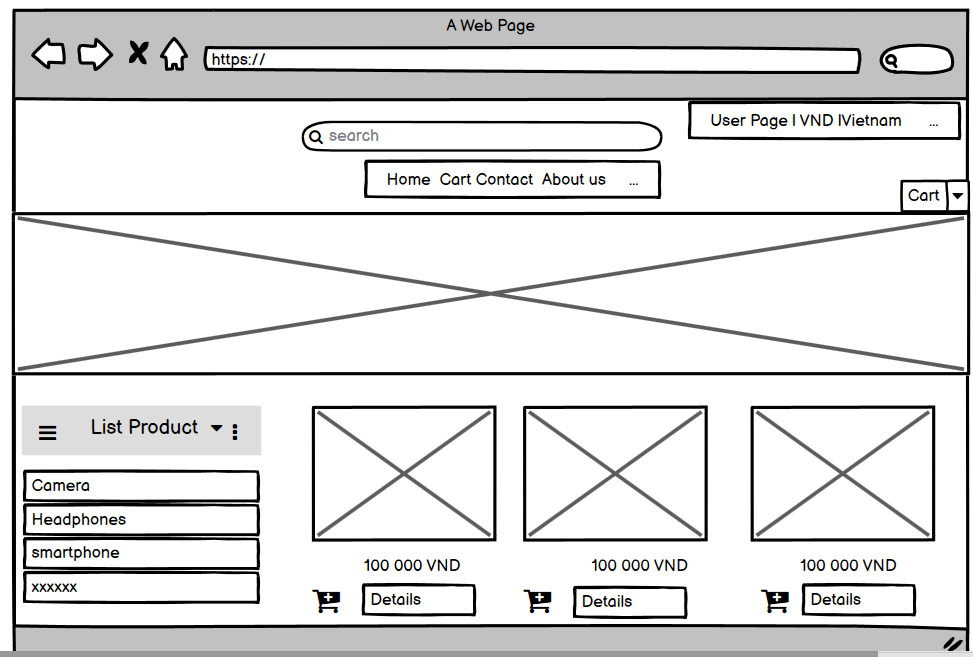 A Web Page
https://
User Page | VND |Vietnam ...
search
Home Cart Contact About us ...
Cart
List Product
Camera
Headphones
smartphone
xxxxxx
100 000 VND
100 000 VND
100 000 VND
Details
Details
Details